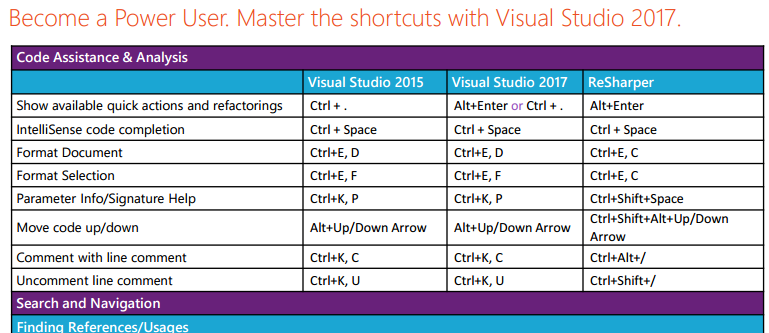 Become a Power User. Master the shortcuts with Visual Studio 2017.
Code Assistance & Analysis
Visual Studio 2015 Visual Studio 2017 ReSharper
Show available quick actions and refactorings Ctrl + . Alt+Enter or Ctrl + . Alt+Enter
IntelliSense code completion Ctrl + Space Ctrl + Space Ctrl + Space
Format Document Ctrl+E, D Ctrl+E, D Ctrl+E, C
Format Selection Ctrl+E, F Ctrl+E, F Ctrl+E, C
Parameter Info/Signature Help Ctrl+K, P Ctrl+K, P Ctrl+Shift+Space
Move code up/down Alt+Up/Down Arrow Alt+Up/Down Arrow Ctrl+Shift+Alt+Up/Down
Arrow
Comment with line comment Ctrl+K, C Ctrl+K, C Ctrl+Alt+/
Uncomment line comment Ctrl+K, U Ctrl+K, U Ctrl+Shift+/
Search and Navigation
Finding References/Usages